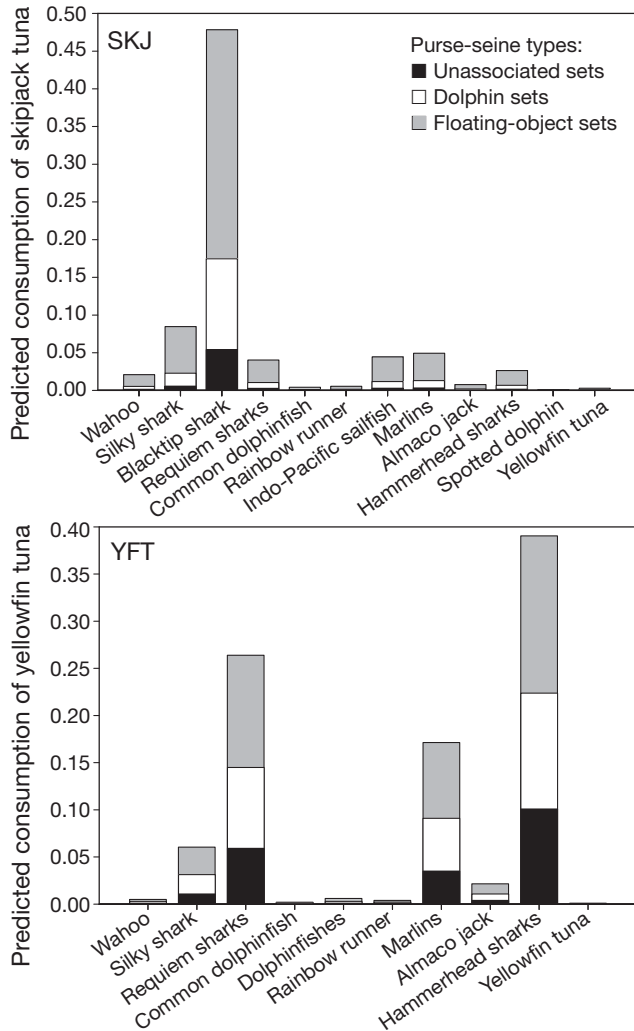 Predicted consumption of skipjack tuna
0.50
0.45
0.40
0.35
0.30
0.25
0.20
0.15
0.10
0.05
0.00
SKJ
Purse-seine types:
Unassociated sets
Dolphin sets
Floating-object sets
Wahoo
Silky shark
Blacktip shark
Requiem sharks
Common dolphinfish
Rainbow runner
Indo-Pacific sailfish
Marlins
Almaco jack
Hammerhead sharks
Spotted dolphin
Yellowfin tuna
Predicted consumption of yellowfin tuna
0.40
0.35
0.30
0.25
0.20
0.15
0.10
0.05
0.00
YFT
Wahoo
Silky shark
Requiem sharks
Common dolphinfish
Dolphinfishes
Rainbow runner
Marlins
Almaco jack
Hammerhead sharks
Yellowfin tuna